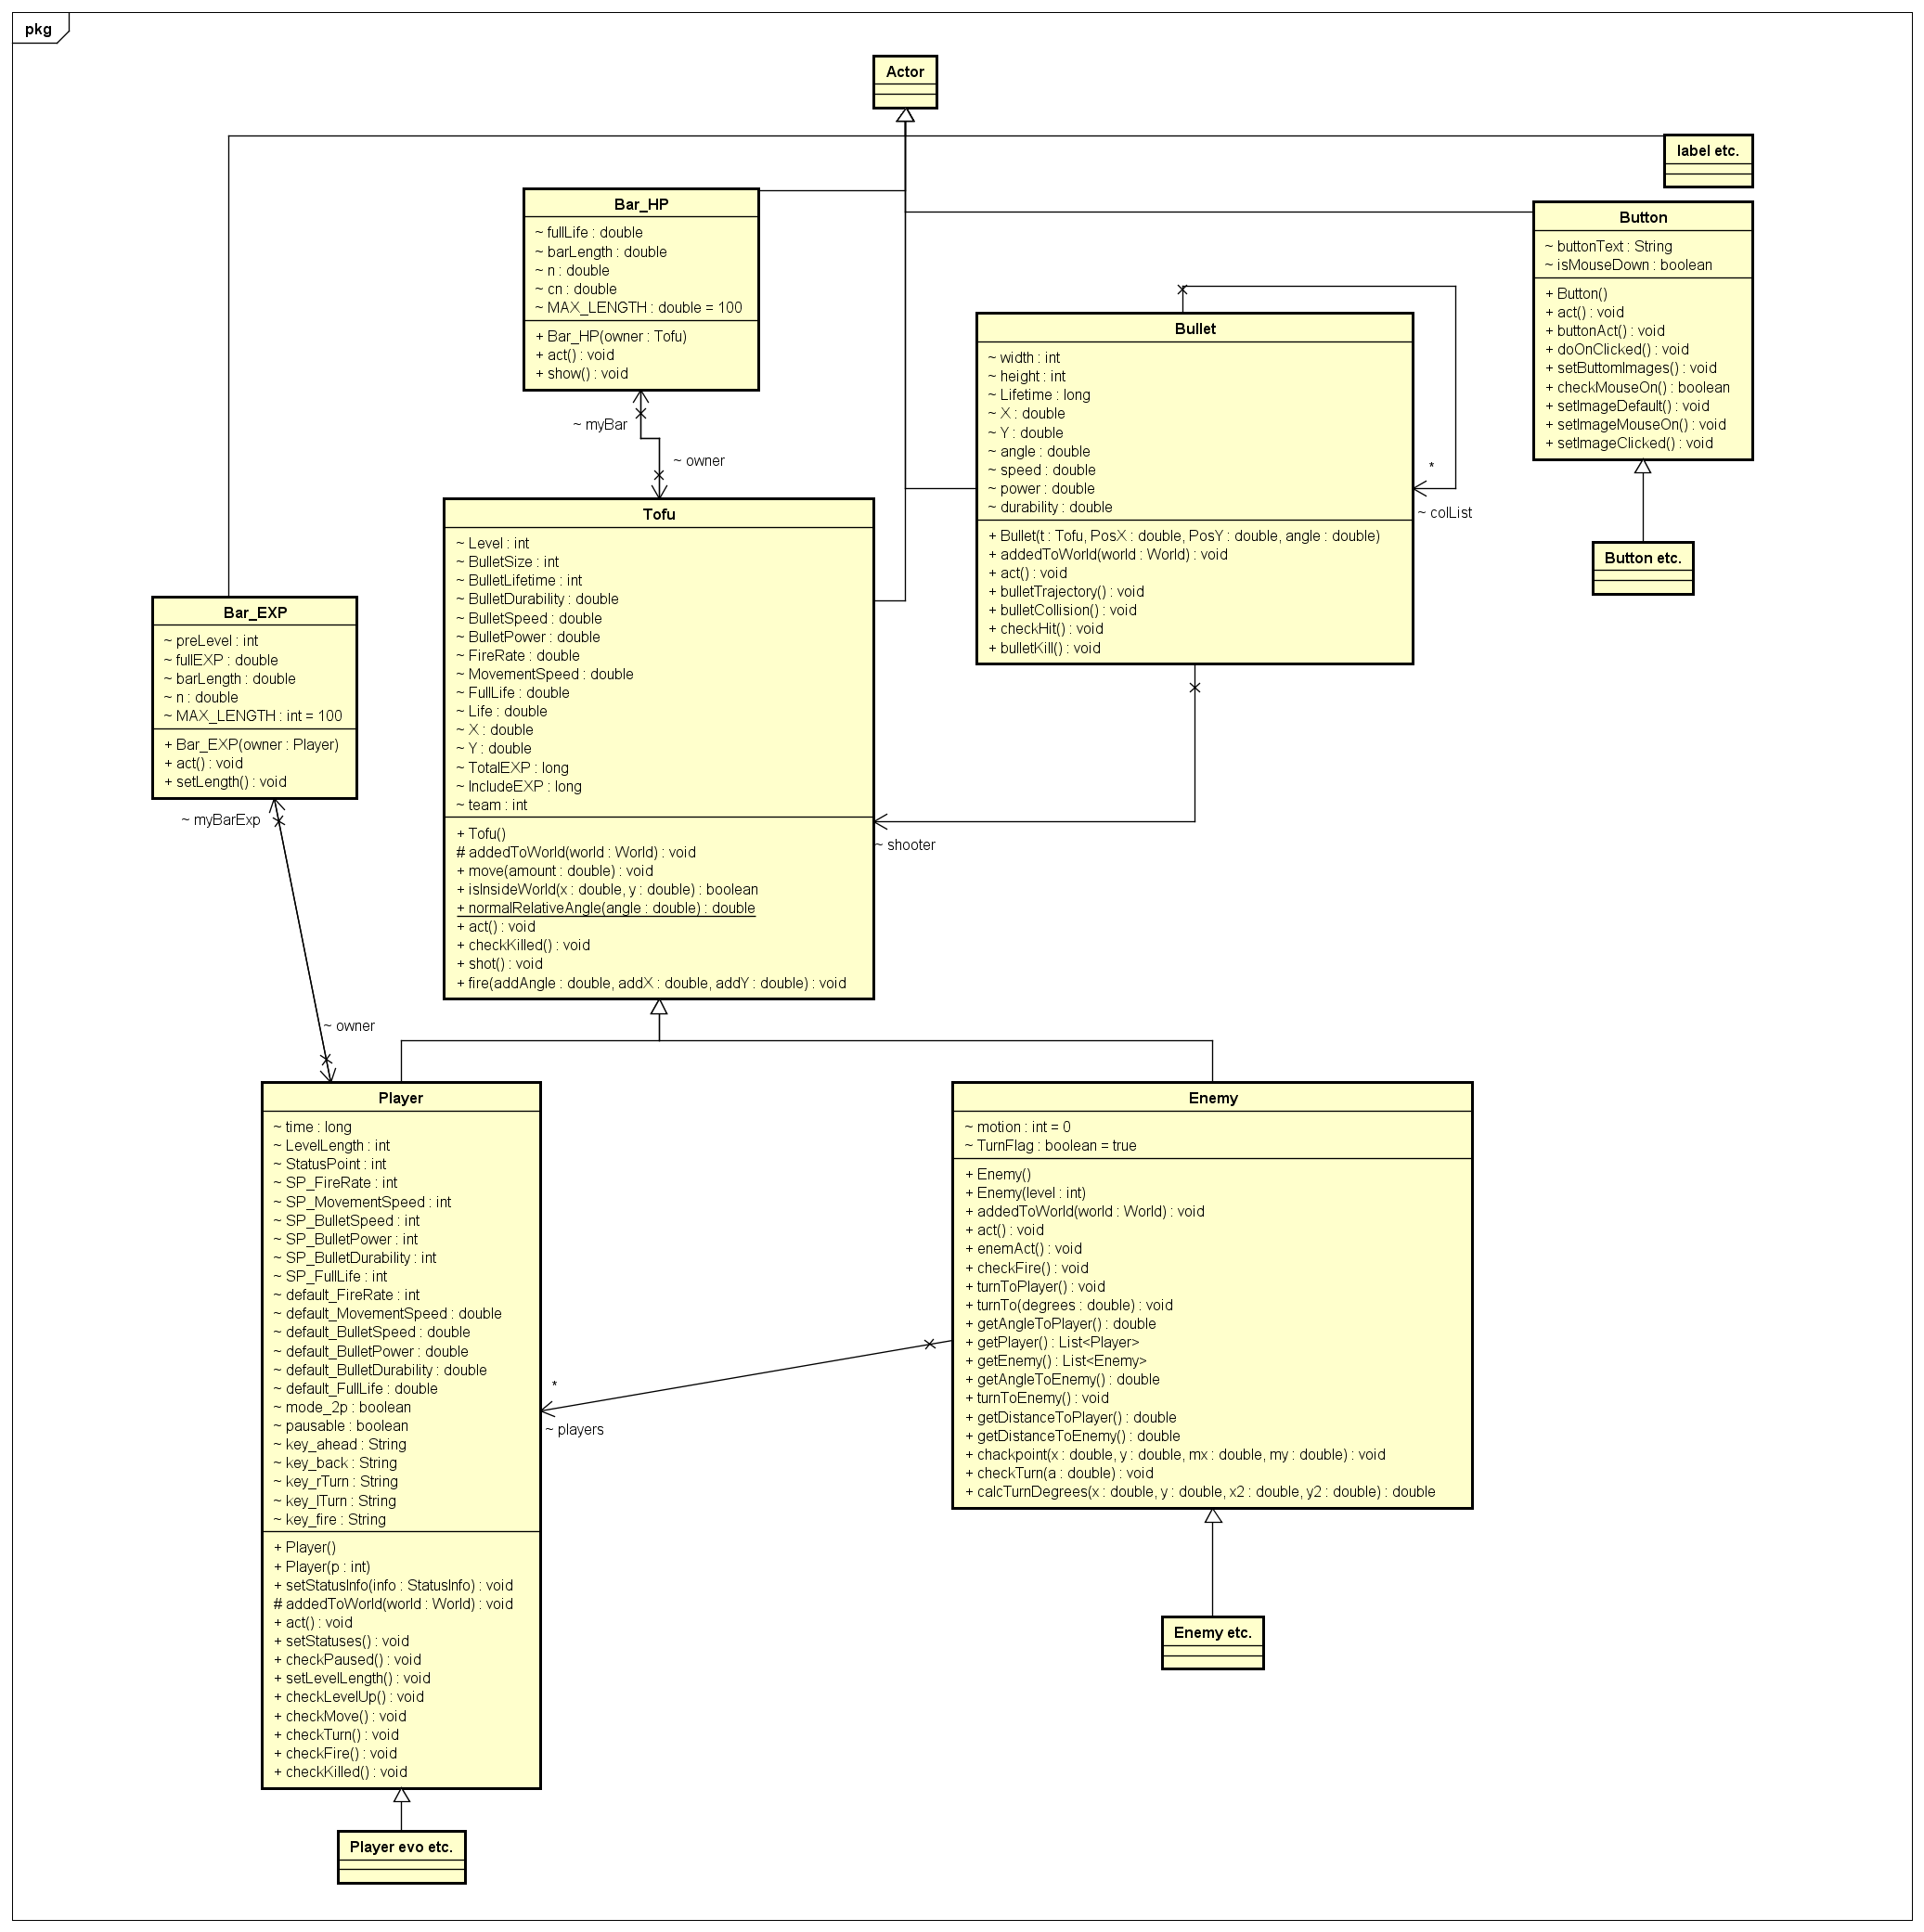 pkg
Actor
label etc.
Bar_HP
~ fullLife : double
~ barLength : double
~ n : double
~ cn : double
~ MAX_LENGTH : double = 100
+ Bar_HP(owner : Tofu)
+ act() : void
+ show() : void
~ myBar
~ owner
Button
~ buttonText : String
~ isMouseDown : boolean
+ Button()
+ act() : void
+ buttonAct() : void
+ doOnClicked() : void
+ setButtomImages() : void
+ checkMouseOn() : boolean
+ setImageDefault() : void
+ setImageMouseOn() : void
+ setImageClicked() : void
Button etc.
Bullet
~ width : int
~ height : int
~ Lifetime : long
~ X : double
~ Y : double
~ angle : double
~ speed : double
~ power : double
~ durability : double
+ Bullet(t : Tofu, PosX : double, PosY : double, angle : double)
+ addedToWorld(world : World) : void
+ act() : void
+ bulletTrajectory() : void
+ bulletCollision() : void
+ checkHit() : void
+ bulletKill() : void
*
~ colList
~ shooter
Tofu
~ Level : int
~ BulletSize : int
~ BulletLifetime : int
~ BulletDurability : double
~ BulletSpeed : double
~ BulletPower : double
~ FireRate : double
~ MovementSpeed : double
~ FullLife : double
~ Life : double
~ X : double
~ Y : double
~ TotalEXP : long
~ IncludeEXP : long
~ team : int
+ Tofu()
# addedToWorld(world : World) : void
+ move(amount : double) : void
+ isInsideWorld(x : double, y : double) : boolean
+ normalRelativeAngle(angle : double) : double
+ act() : void
+ checkKilled() : void
+ shot() : void
+ fire(addAngle : double, addX : double, addY : double) : void
Bar_EXP
~ preLevel : int
~ fullEXP : double
~ barLength : double
~ n : double
~ MAX_LENGTH : int = 100
+ Bar_EXP(owner : Player)
+ act() : void
+ setLength() : void
~ myBarExp
~ owner
Player
~ time : long
~ LevelLength : int
~ StatusPoint : int
~ SP_FireRate : int
~ SP_MovementSpeed : int
~ SP_BulletSpeed : int
~ SP_BulletPower : int
~ SP_BulletDurability : int
~ SP_FullLife : int
~ default_FireRate : int
~ default_MovementSpeed : double
~ default_BulletSpeed : double
~ default_BulletPower : double
~ default_BulletDurability : double
~ default_FullLife : double
~ mode_2p : boolean
~ pausable : boolean
~ key_ahead : String
~ key_back : String
~ key_rTurn : String
~ key_lTurn : String
~ key_fire : String
+ Player()
+ Player(p : int)
+ setStatusInfo(info : StatusInfo) : void
# addedToWorld(world : World) : void
+ act() : void
+ setStatuses() : void
+ checkPaused() : void
+ setLevelLength() : void
+ checkLevelUp() : void
+ checkMove() : void
+ checkTurn() : void
+ checkFire() : void
+ checkKilled() : void
Player evo etc.
*
~ players
Enemy
~ motion : int = 0
~ TurnFlag : boolean = true
+ Enemy()
+ Enemy(level : int)
+ addedToWorld(world : World) : void
+ act() : void
+ enemAct() : void
+ checkFire() : void
+ turnToPlayer() : void
+ turnTo(degrees : double) : void
+ getAngleToPlayer() : double
+ getPlayer() : List<Player>
+ getEnemy() : List<Enemy>
+ getAngleToEnemy() : double
+ turnToEnemy() : void
+ getDistanceToPlayer() : double
+ getDistanceToEnemy() : double
+ chackpoint(x : double, y : double, mx : double, my : double) : void
+ checkTurn(a : double) : void
+ calcTurnDegrees(x : double, y : double, x2 : double, y2 : double) : double
Enemy etc.